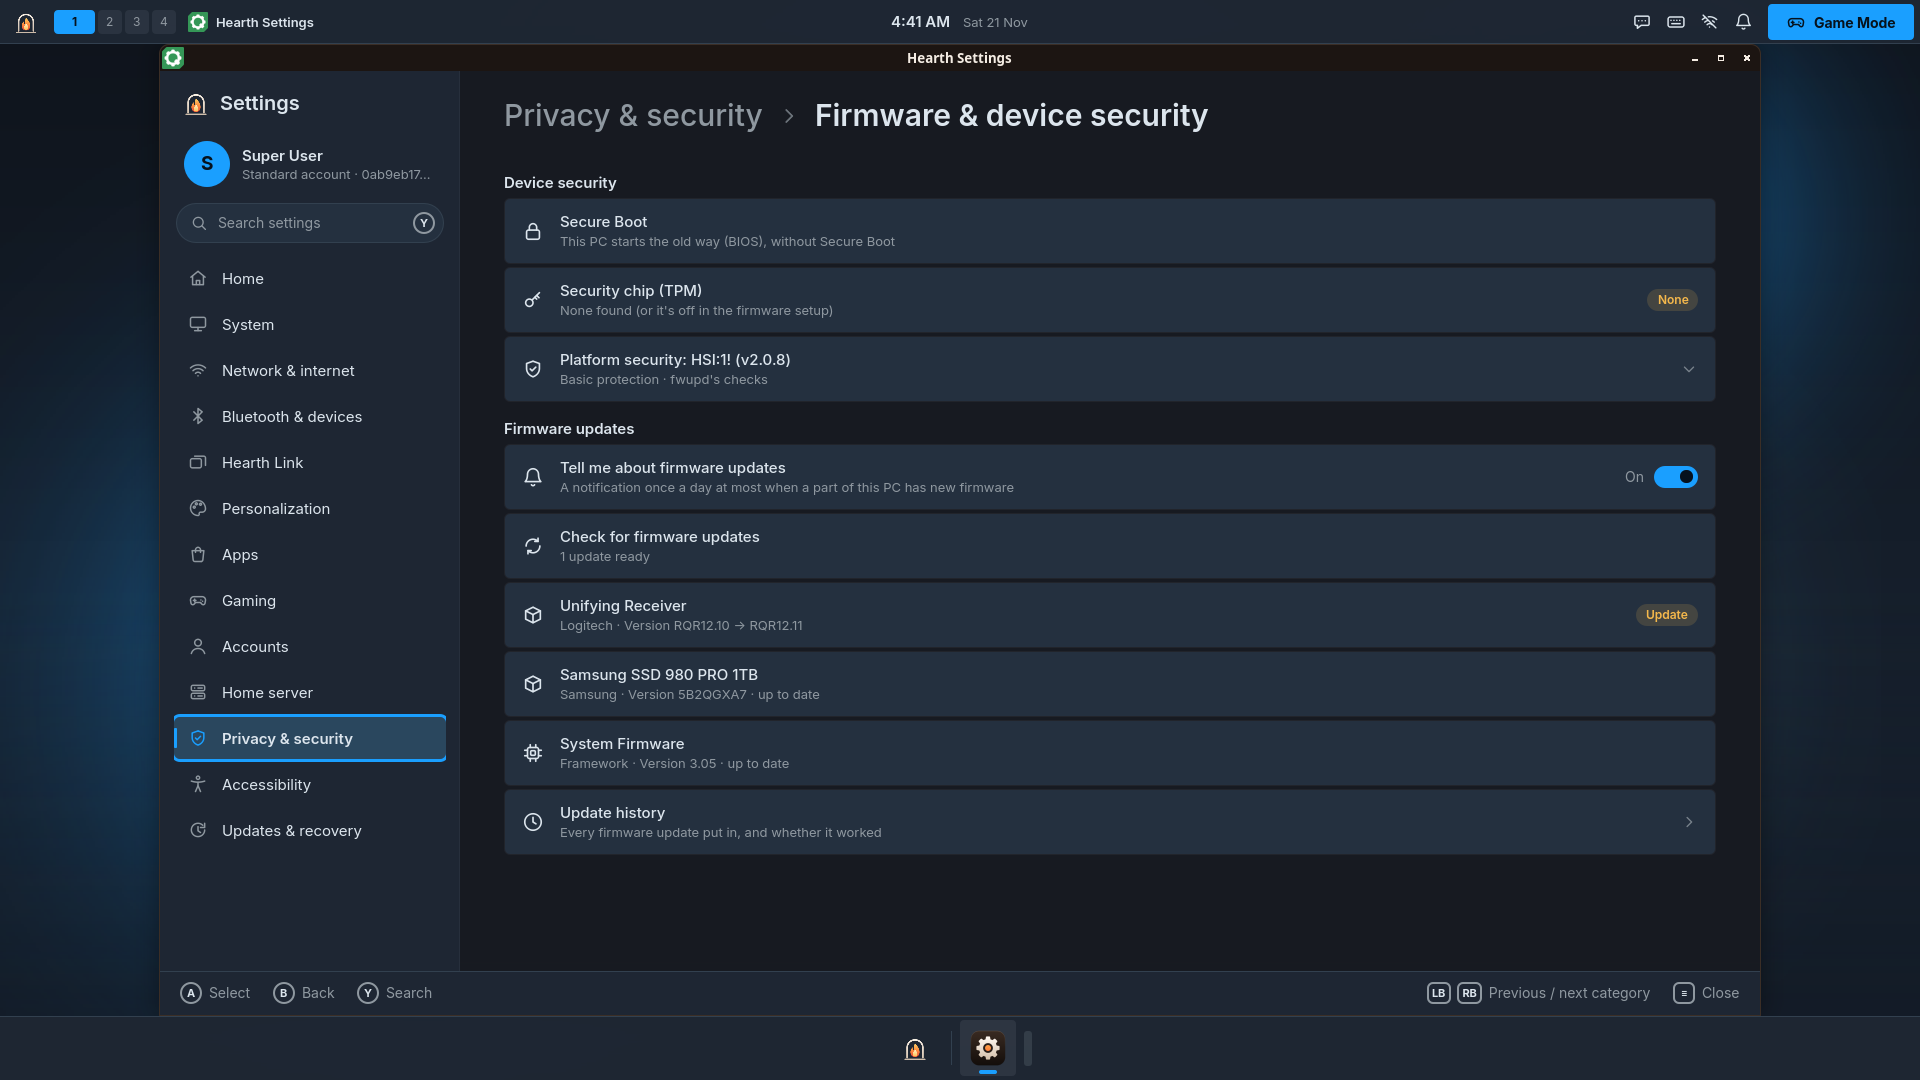 1 2 3 4 Hearth Settings 4:41 AM Sat 21 Nov Game Mode
Hearth Settings
Settings
S
Super User
Standard account · 0ab9eb17...
Search settings Y
Home
System
Network & internet
Bluetooth & devices
Hearth Link
Personalization
Apps
Gaming
Accounts
Home server
Privacy & security
Accessibility
Updates & recovery
Privacy & security > Firmware & device security
Device security
Secure Boot
This PC starts the old way (BIOS), without Secure Boot
Security chip (TPM)
None found (or it's off in the firmware setup)
None
Platform security: HSI:1! (v2.0.8)
Basic protection · fwupd's checks
Firmware updates
Tell me about firmware updates
A notification once a day at most when a part of this PC has new firmware
On
Check for firmware updates
1 update ready
Unifying Receiver
Logitech · Version RQR12.10 → RQR12.11
Update
Samsung SSD 980 PRO 1TB
Samsung · Version 5B2QGXA7 · up to date
System Firmware
Framework · Version 3.05 · up to date
Update history
Every firmware update put in, and whether it worked
A Select B Back Y Search LB RB Previous / next category ≡ Close